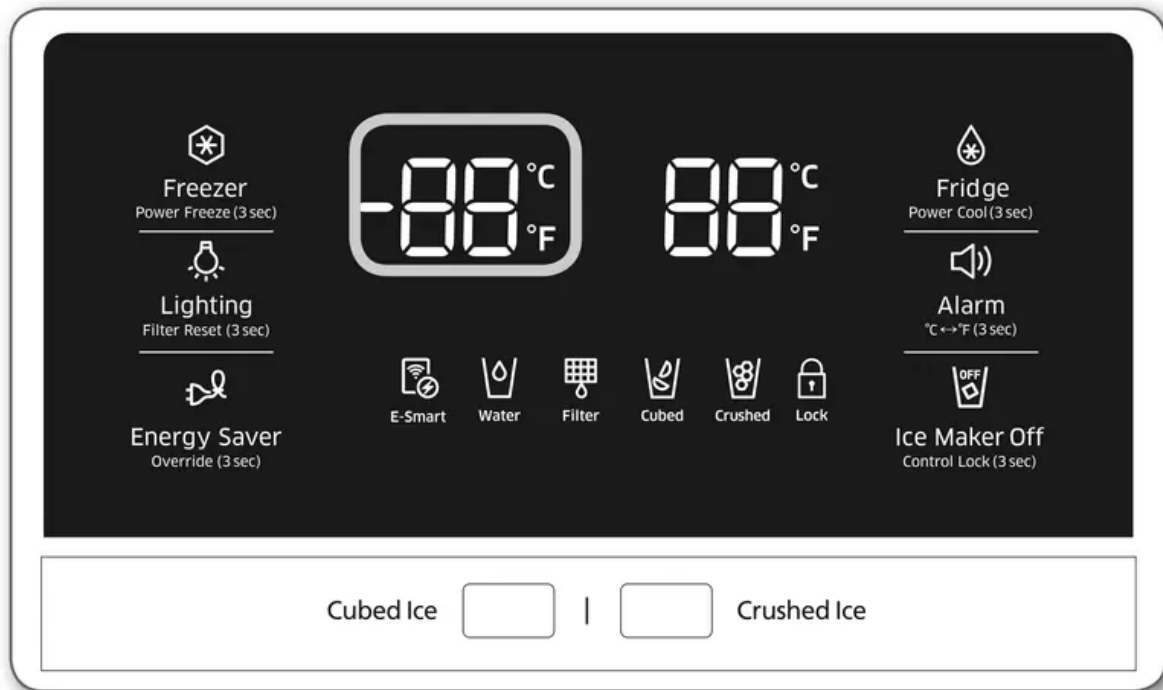 Freezer
Power Freeze (3 sec)
-88 °C
°F
88 °C
°F
Fridge
Power Cool (3 sec)
Lighting
Filter Reset (3 sec)
Alarm
°C↔°F (3 sec)
OFF
E-Smart
Water
Filter
Cubed
Crushed
Lock
Energy Saver
Override (3 sec)
Ice Maker Off
Control Lock (3 sec)
Cubed Ice | Crushed Ice